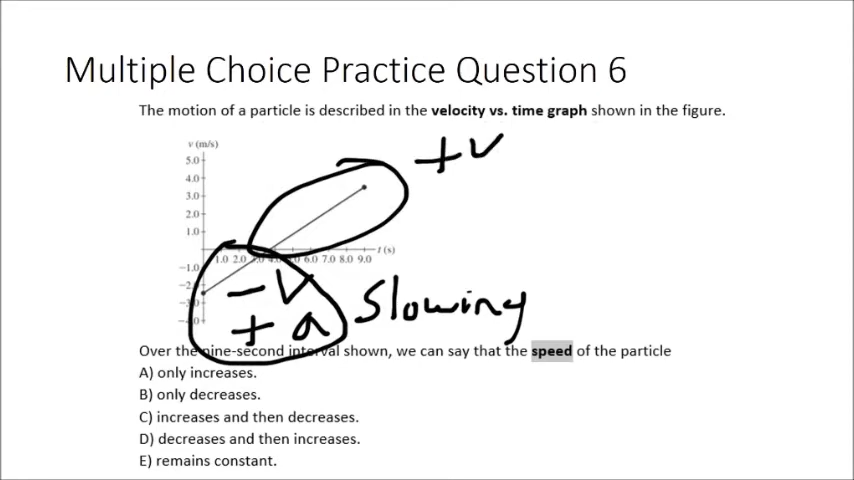 Multiple Choice Practice Question 6
The motion of a particle is described in the velocity vs. time graph shown in the figure.
v (m/s)
5.0
+v
4.0
3.0
2.0
1.0
t (s)
1.0 2.0 6.0 7.0 8.0 9.0
-1.0
-v
Slowing
+a
Over the nine-second interval shown, we can say that the speed of the particle
A) only increases.
B) only decreases.
C) increases and then decreases.
D) decreases and then increases.
E) remains constant.